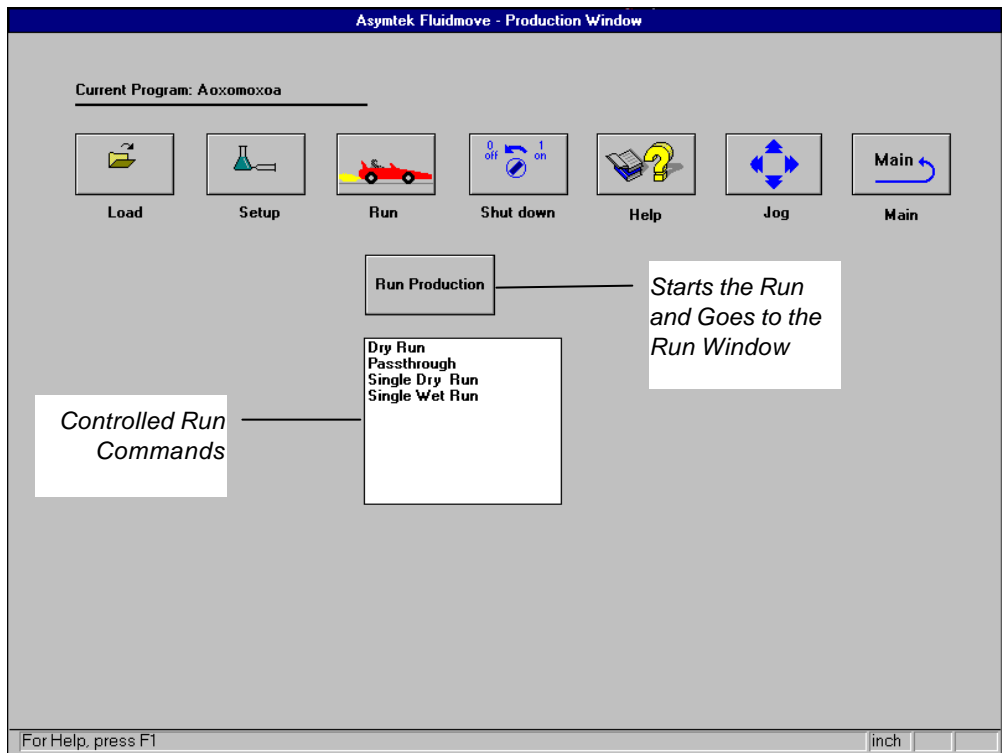 Asymtek Fluidmove - Production Window
Current Program: Aoxomoxoa
0 off 1 on
Main
Load
Setup
Run
Shut down
Help
Jog
Main
Run Production
Starts the Run
and Goes to the
Run Window
Dry Run
Passthrough
Single Dry Run
Single Wet Run
Controlled Run
Commands
For Help, press F1
inch